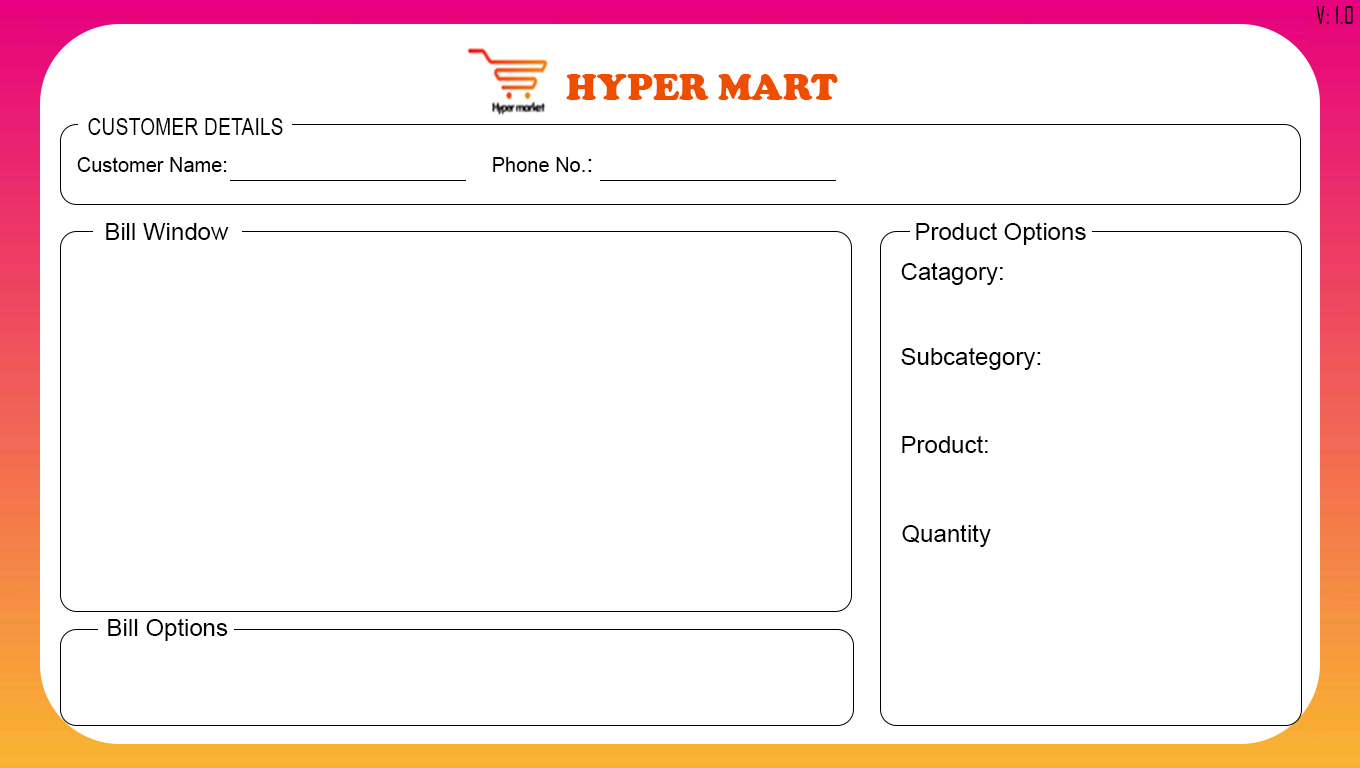 V: 1.0
Hyper market
HYPER MART
CUSTOMER DETAILS
Customer Name:
Phone No.:
Bill Window
Product Options
Catagory:
Subcategory:
Product:
Quantity
Bill Options